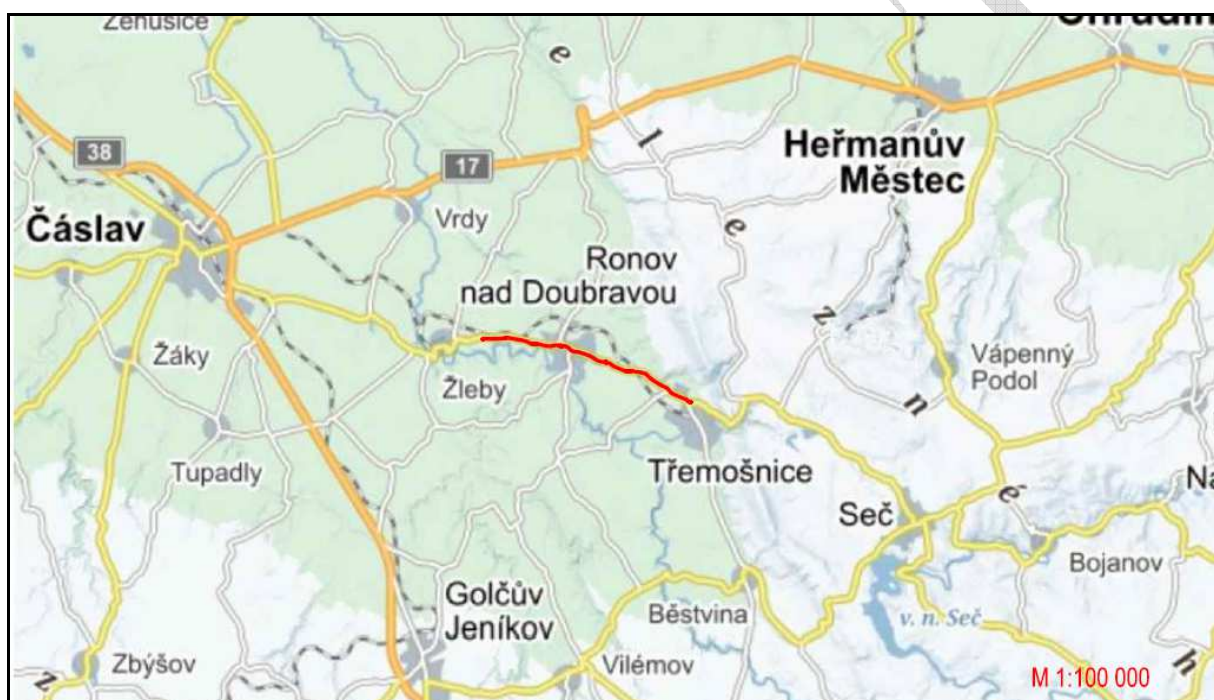 Zehušice
e
38
17
l
Heřmanův
Městec
Čáslav
Vrdy
e
Ronov
nad Doubravou
z
Žáky
Žleby
Vápenný
Podol
n
Tupadly
Třemošnice
é
Seč
Bojanov
Golčův
Jeníkov
Běstvina
v. n. Seč
Zbýšov
Vilémov
z
h
M 1:100 000